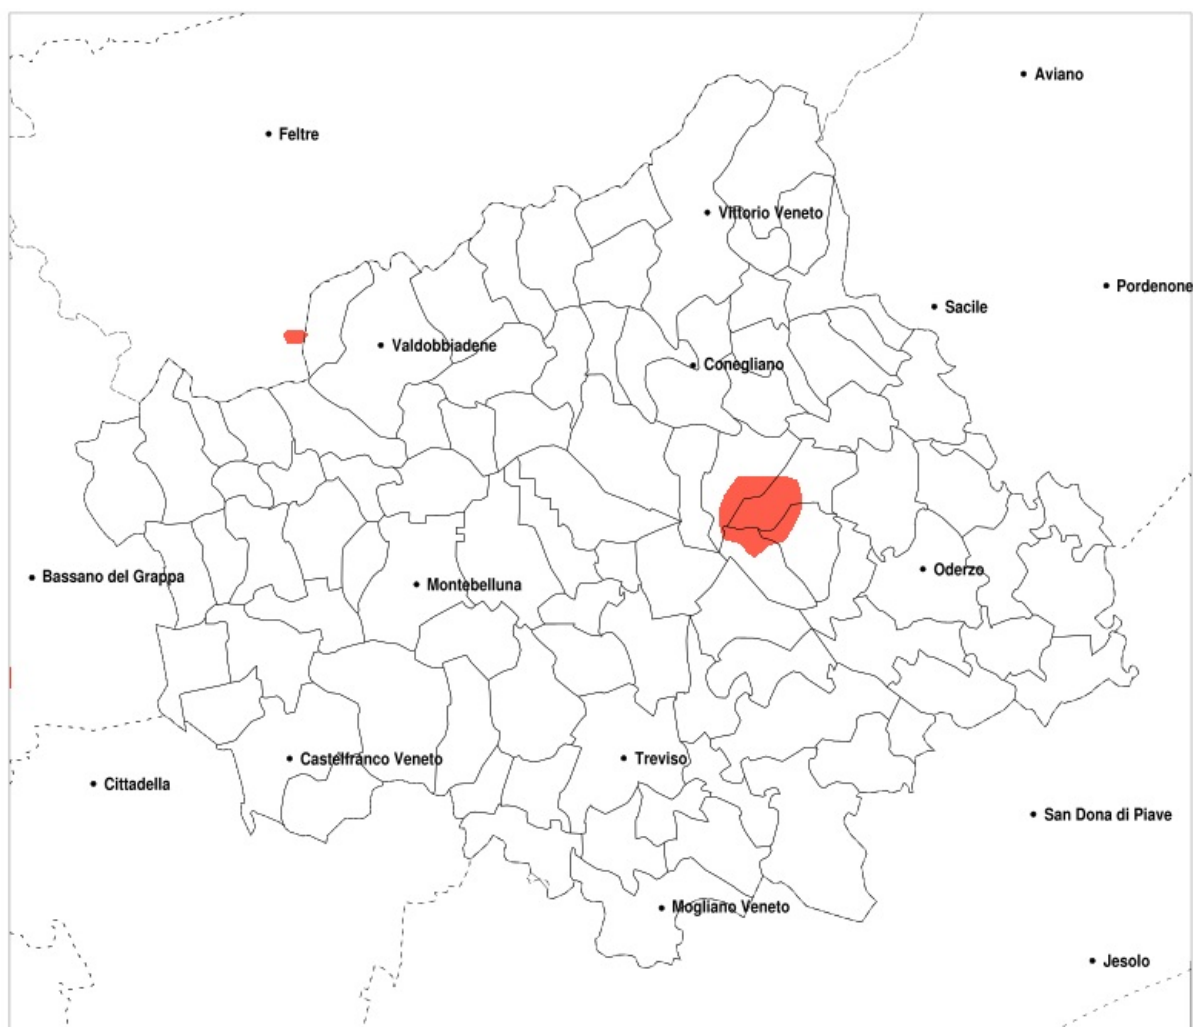 Aviano
Feltre
Vittorio Veneto
Pordenone
Sacile
Valdobbiadene
Conegliano
Oderzo
Bassano del Grappa
Montebelluna
Castelfranco Veneto
Treviso
Cittadella
San Dona di Piave
Mogliano Veneto
Jesolo